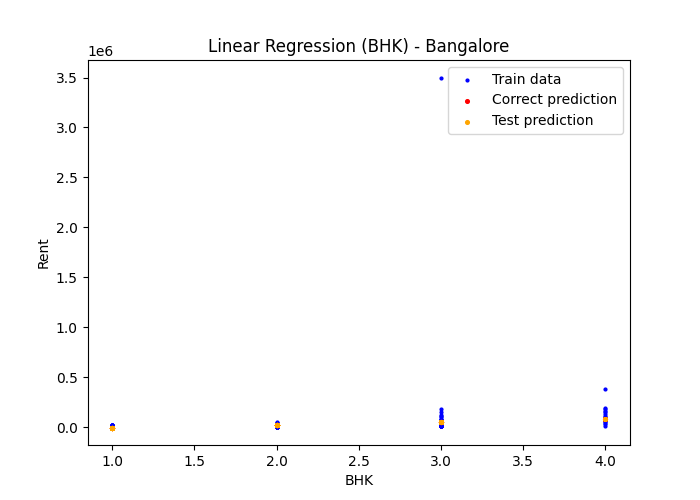 Linear Regression (BHK) - Bangalore
1e6
Train data
Correct prediction
Test prediction
3.5
3.0
2.5
2.0
1.5
1.0
0.5
0.0
Rent
1.0 1.5 2.0 2.5 3.0 3.5 4.0
BHK